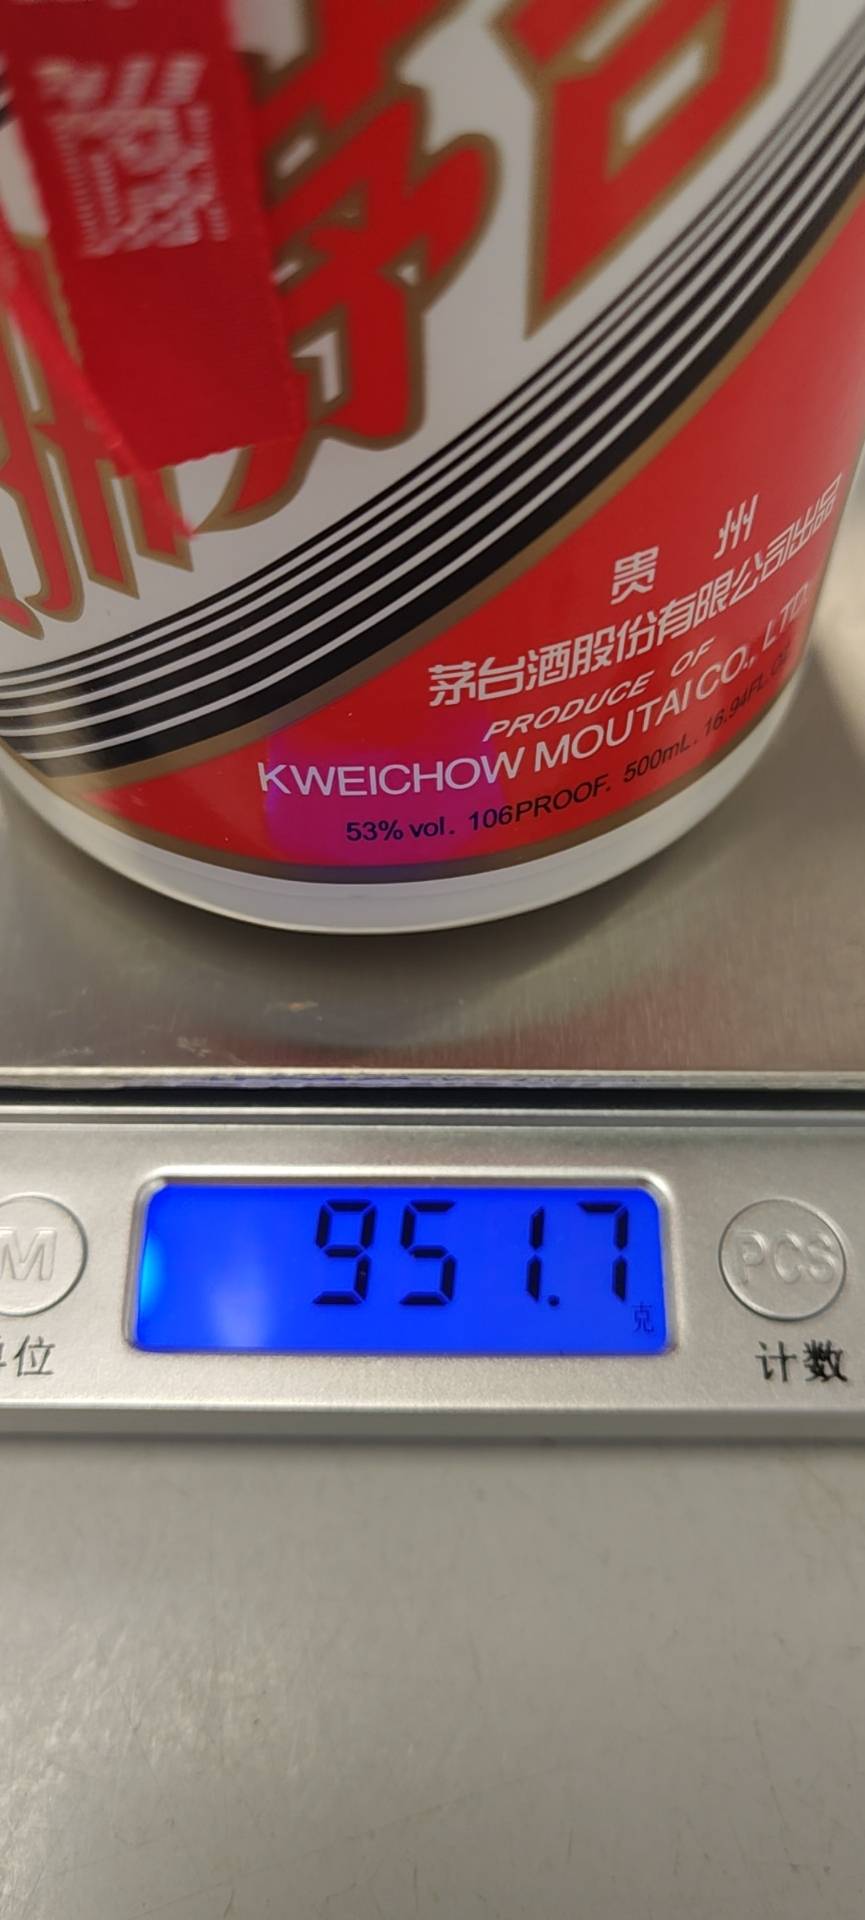 贵 州
茅台酒股份有限公司出品
PRODUCE OF
KWEICHOW MOUTAI CO., LTD.
53% vol. 106PROOF. 500mL. 16.94FL.OZ
951.7
克
M
PCS
位
计数